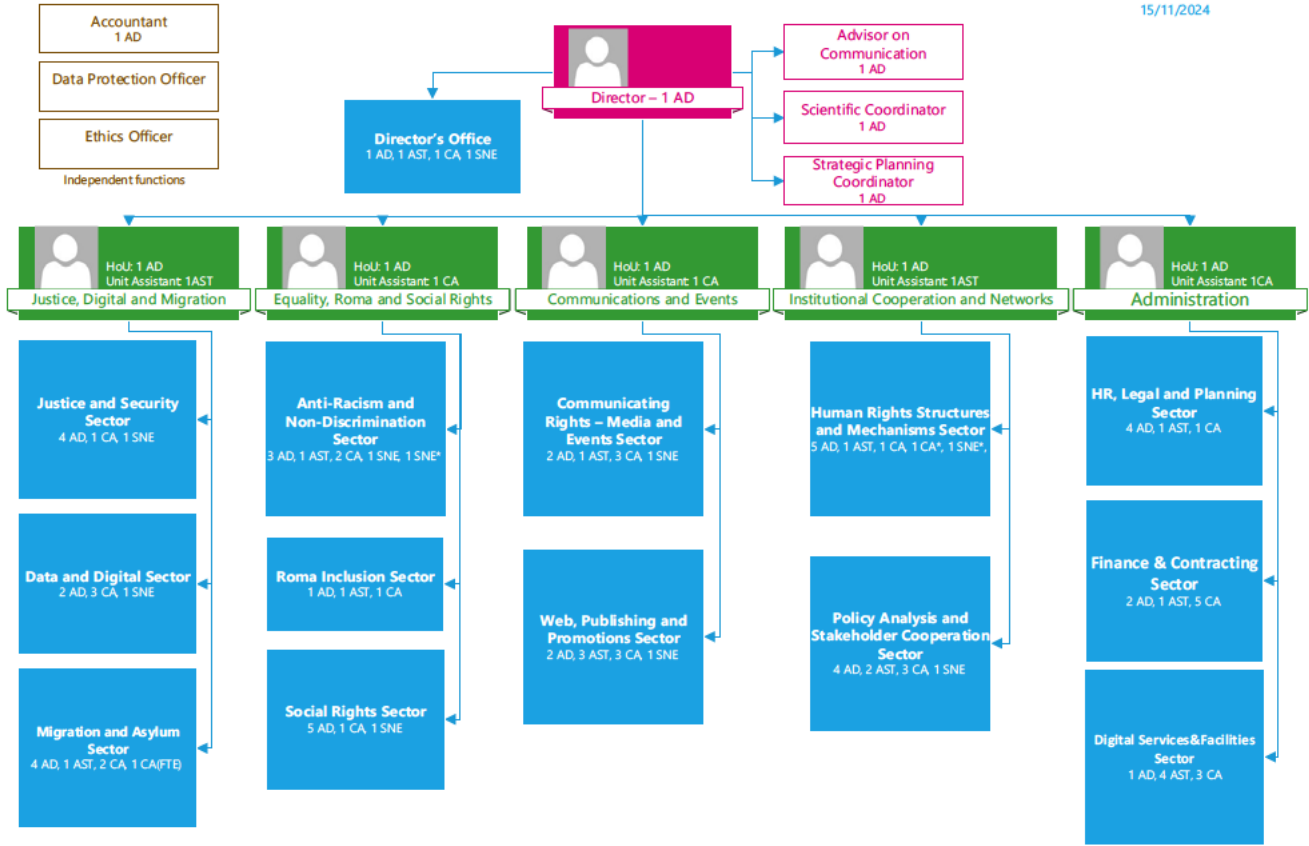 15/11/2024
Accountant
1 AD
Data Protection Officer
Ethics Officer
Independent functions
Director – 1 AD
Advisor on
Communication
1 AD
Scientific Coordinator
1 AD
Strategic Planning
Coordinator
1 AD
Director's Office
1 AD, 1 AST, 1 CA, 1 SNE
HoU: 1 AD
Unit Assistant: 1AST
Justice, Digital and Migration
HoU: 1 AD
Unit Assistant: 1 CA
Equality, Roma and Social Rights
HoU: 1 AD
Unit Assistant: 1 CA
Communications and Events
HoU: 1 AD
Unit Assistant: 1AST
Institutional Cooperation and Networks
HoU: 1 AD
Unit Assistant: 1CA
Administration
Justice and Security
Sector
4 AD, 1 CA, 1 SNE
Data and Digital Sector
2 AD, 3 CA, 1 SNE
Migration and Asylum
Sector
4 AD, 1 AST, 2 CA, 1 CA(FTE)
Anti-Racism and
Non-Discrimination
Sector
3 AD, 1 AST, 2 CA, 1 SNE, 1 SNE*
Roma Inclusion Sector
1 AD, 1 AST, 1 CA
Social Rights Sector
5 AD, 1 CA, 1 SNE
Communicating
Rights – Media and
Events Sector
2 AD, 1 AST, 3 CA, 1 SNE
Web, Publishing and
Promotions Sector
2 AD, 3 AST, 3 CA, 1 SNE
Human Rights Structures
and Mechanisms Sector
5 AD, 1 AST, 1 CA, 1 CA*, 1 SNE*,
Policy Analysis and
Stakeholder Cooperation
Sector
4 AD, 2 AST, 3 CA, 1 SNE
HR, Legal and Planning
Sector
4 AD, 1 AST, 1 CA
Finance & Contracting
Sector
2 AD, 1 AST, 5 CA
Digital Services&Facilities
Sector
1 AD, 4 AST, 3 CA